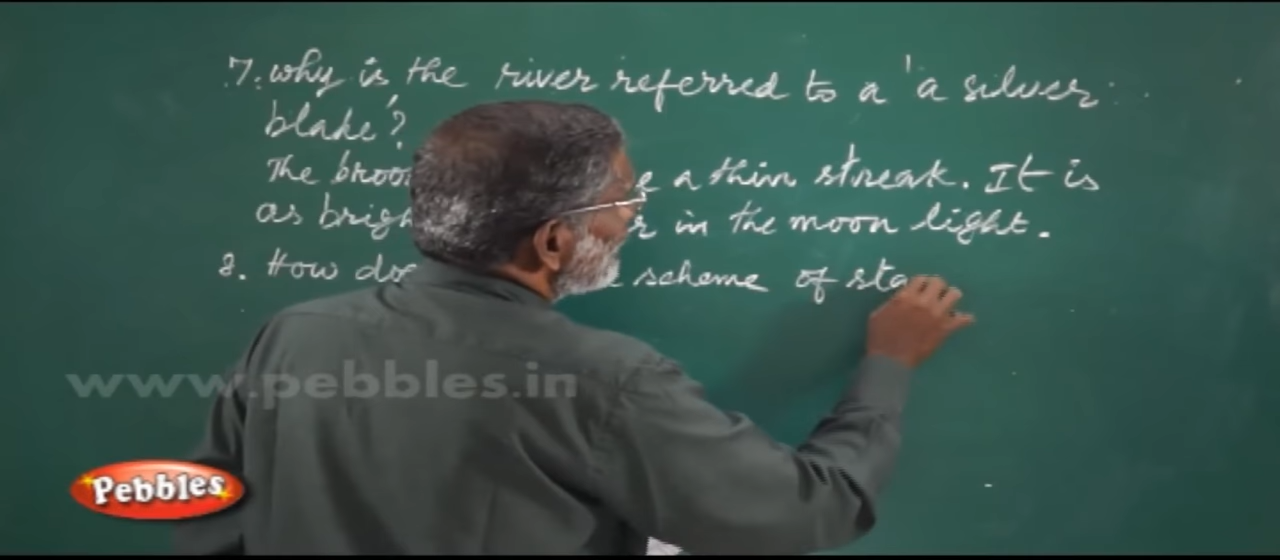 7. why is the river referred to a 'a silver
blake'?
The broo a thin streak. It is
as brigh in the moon light.
8. How do scheme of sta
www.pebbles.in
Pebbles